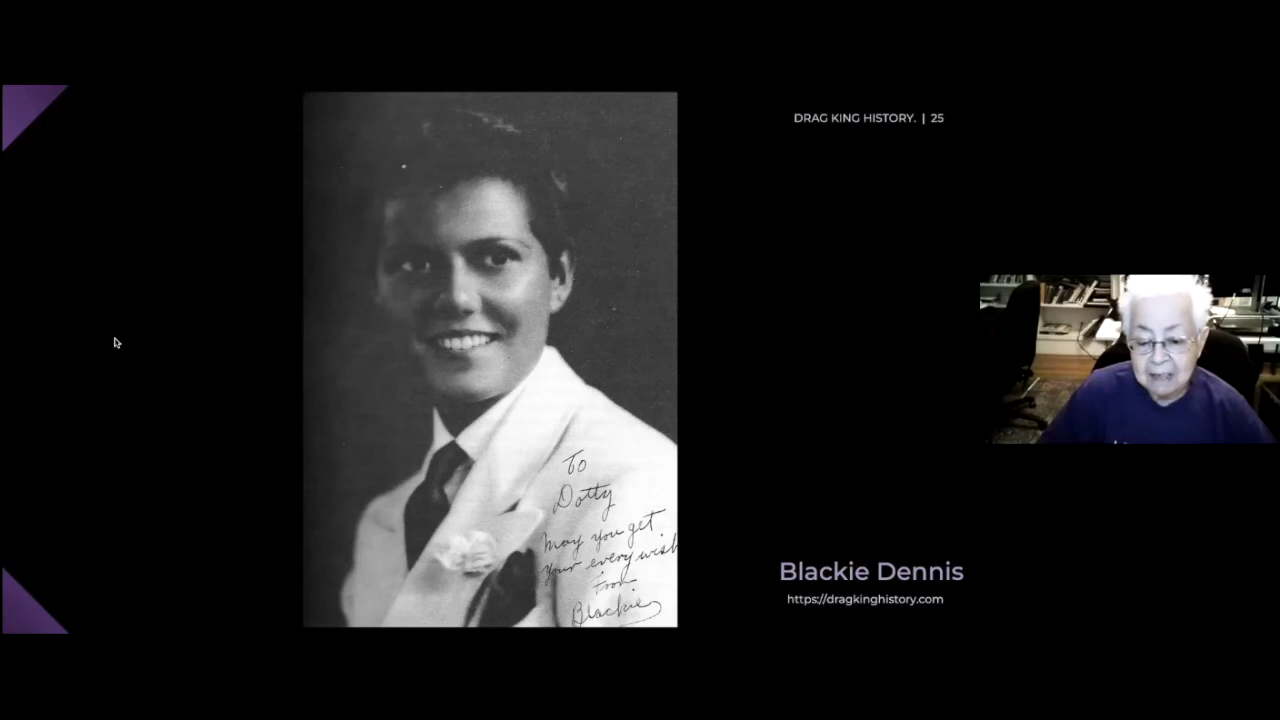 DRAG KING HISTORY. | 25
To
Dotty
May you get
your every wish
From
Blackie
Blackie Dennis
https://dragkinghistory.com